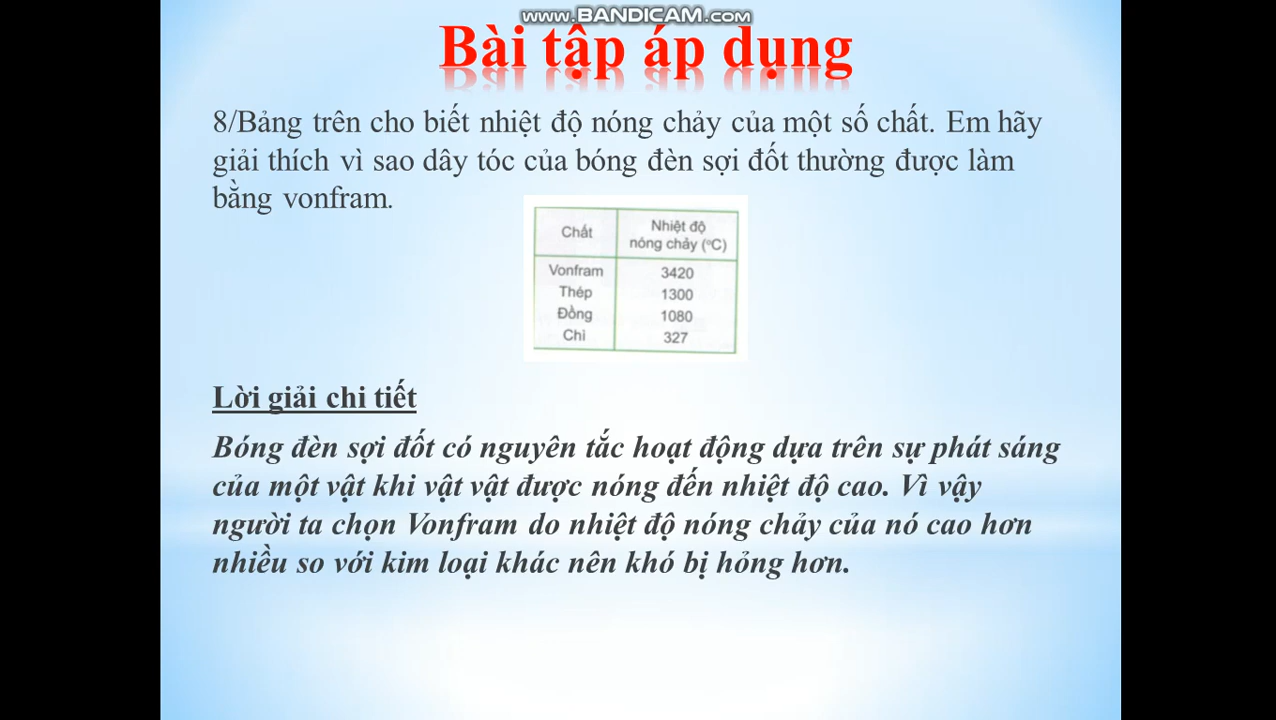 www.BANDICAM.com
Bài tập áp dụng
8/Bảng trên cho biết nhiệt độ nóng chảy của một số chất. Em hãy
giải thích vì sao dây tóc của bóng đèn sợi đốt thường được làm
bằng vonfram.
Chất Nhiệt độ nóng chảy (°C)
Vonfram 3420
Thép 1300
Đồng 1080
Chì 327
Lời giải chi tiết
Bóng đèn sợi đốt có nguyên tắc hoạt động dựa trên sự phát sáng
của một vật khi vật vật được nóng đến nhiệt độ cao. Vì vậy
người ta chọn Vonfram do nhiệt độ nóng chảy của nó cao hơn
nhiều so với kim loại khác nên khó bị hỏng hơn.